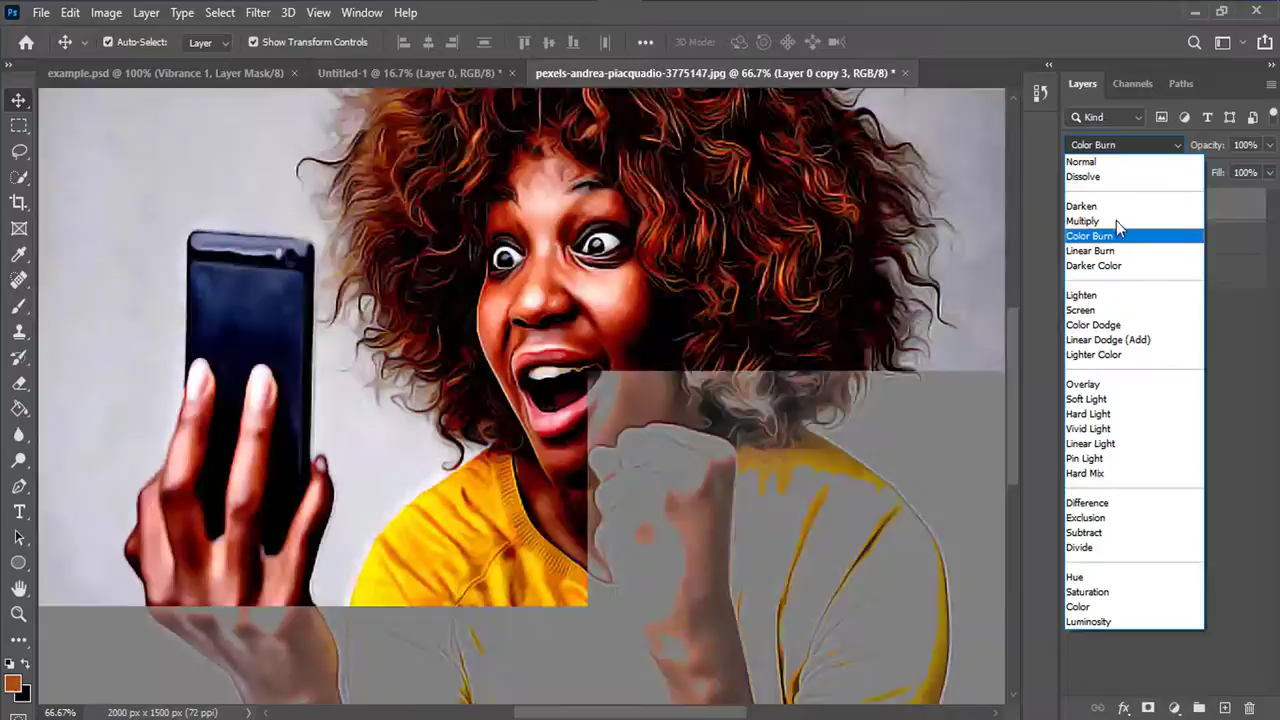 Ps File Edit Image Layer Type Select Filter 3D View Window Help
Auto-Select: Layer Show Transform Controls 3D Mode:
example.psd @ 100% (Vibrance 1, Layer Mask/8) × Untitled-1 @ 16.7% (Layer 0, RGB/8) * × pexels-andrea-piacquadio-3775147.jpg @ 66.7% (Layer 0 copy 3, RGB/8) * ×
Layers Channels Paths
Kind
Color Burn Opacity: 100%
Fill: 100%
Normal
Dissolve
Darken
Multiply
Color Burn
Linear Burn
Darker Color
Lighten
Screen
Color Dodge
Linear Dodge (Add)
Lighter Color
Overlay
Soft Light
Hard Light
Vivid Light
Linear Light
Pin Light
Hard Mix
Difference
Exclusion
Subtract
Divide
Hue
Saturation
Color
Luminosity
66.67% 2000 px x 1500 px (72 ppi)
fx